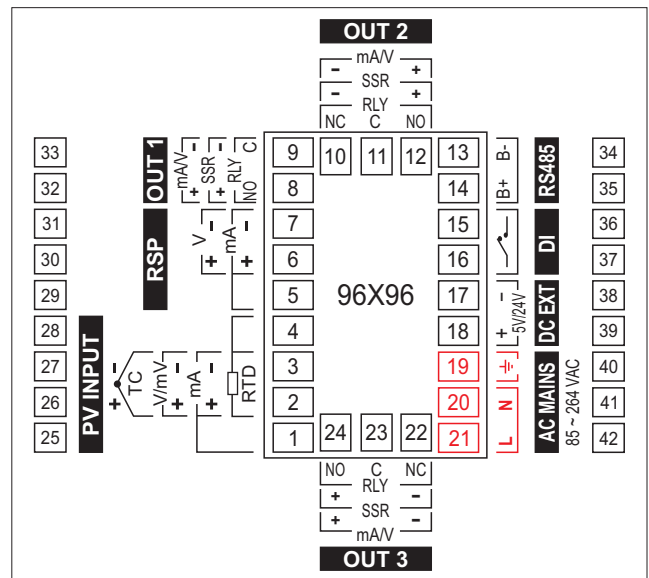 OUT 2
- mA/V +
- SSR +
RLY
NC C NO
10 11 12
33
32
31
30
29
28
27
26
25
OUT 1
mA/V + -
SSR + -
RLY
NO C
RSP
V + -
mA + -
PV INPUT
TC + -
V/mV + -
mA + -
RTD
9
8
7
6
5
4
3
2
1
96X96
13
14
15
16
17
18
19
20
21
B-
B+
RS485
DI
+ -
5V/24V
DC EXT
L N
AC MAINS
85 ~ 264 VAC
34
35
36
37
38
39
40
41
42
24 23 22
NO C NC
RLY
+ SSR -
+ mA/V -
OUT 3